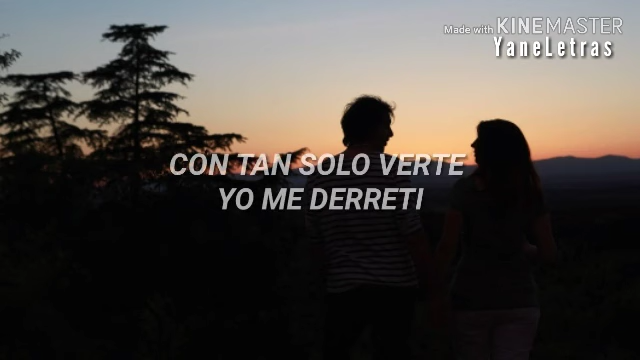 Made with KINEMASTER
YaneLetras
CON TAN SOLO VERTE
YO ME DERRETI